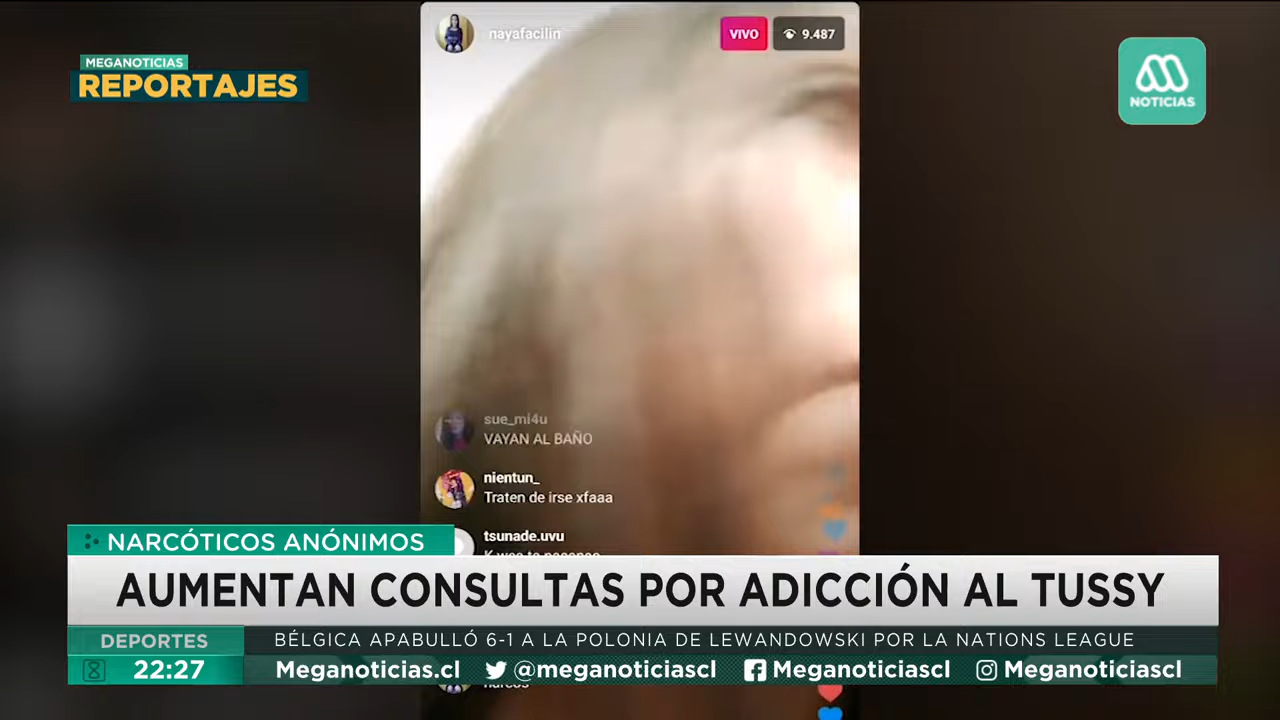 MEGANOTICIAS
REPORTAJES
nayafacilin
VIVO
9.487
NOTICIAS
sue_mi4u
VAYAN AL BAÑO
nientun_
Traten de irse xfaaa
tsunade.uvu
NARCÓTICOS ANÓNIMOS
AUMENTAN CONSULTAS POR ADICCIÓN AL TUSSY
DEPORTES
BÉLGICA APABULLÓ 6-1 A LA POLONIA DE LEWANDOWSKI POR LA NATIONS LEAGUE
22:27
Meganoticias.cl
@meganoticiascl
Meganoticiascl
Meganoticiascl